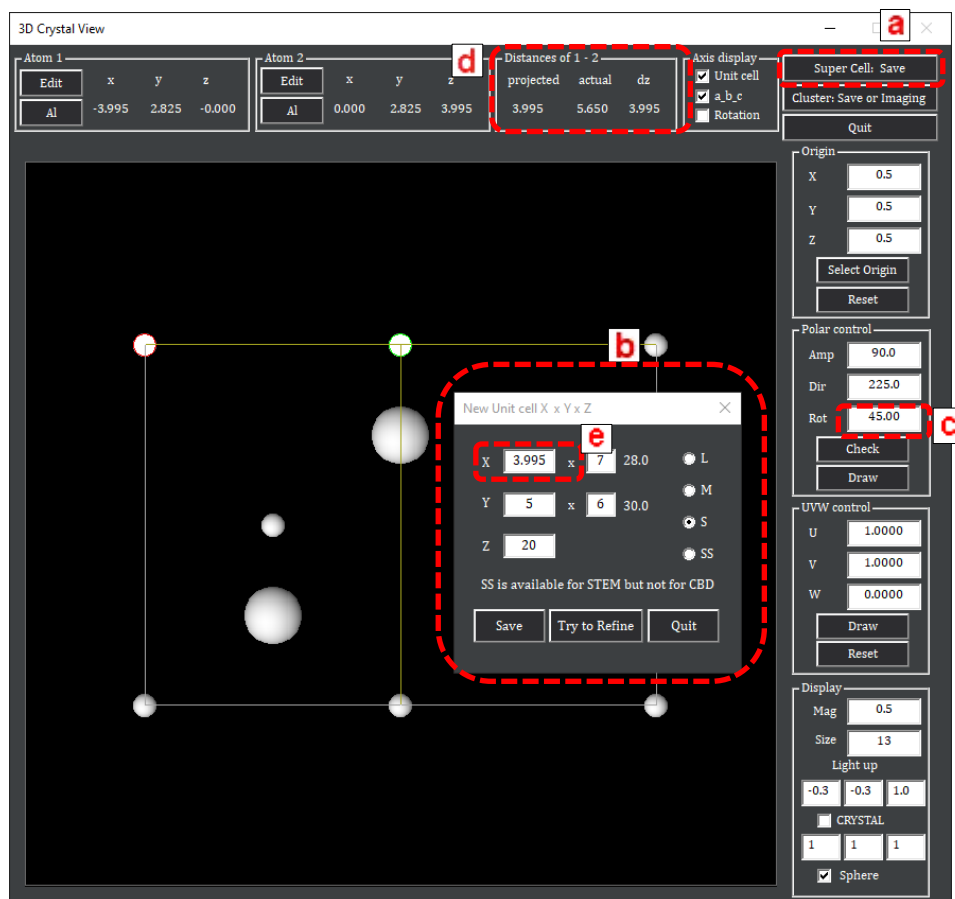 3D Crystal View
a
Atom 1
Edit x y z
Al -3.995 2.825 -0.000
Atom 2
Edit x y z
Al 0.000 2.825 3.995
d
Distances of 1 - 2
projected actual dz
3.995 5.650 3.995
Axis display
Unit cell
a_b_c
Rotation
Super Cell: Save
Cluster: Save or Imaging
Quit
Origin
X 0.5
Y 0.5
Z 0.5
Select Origin
Reset
Polar control
Amp 90.0
Dir 225.0
Rot 45.00
c
Check
Draw
UVW control
U 1.0000
V 1.0000
W 0.0000
Draw
Reset
Display
Mag 0.5
Size 13
Light up
-0.3 -0.3 1.0
CRYSTAL
1 1 1
Sphere
b
New Unit cell X x Y x Z
e
X 3.995 x 7 28.0 L
M
Y 5 x 6 30.0
S
Z 20
SS
SS is available for STEM but not for CBD
Save Try to Refine Quit